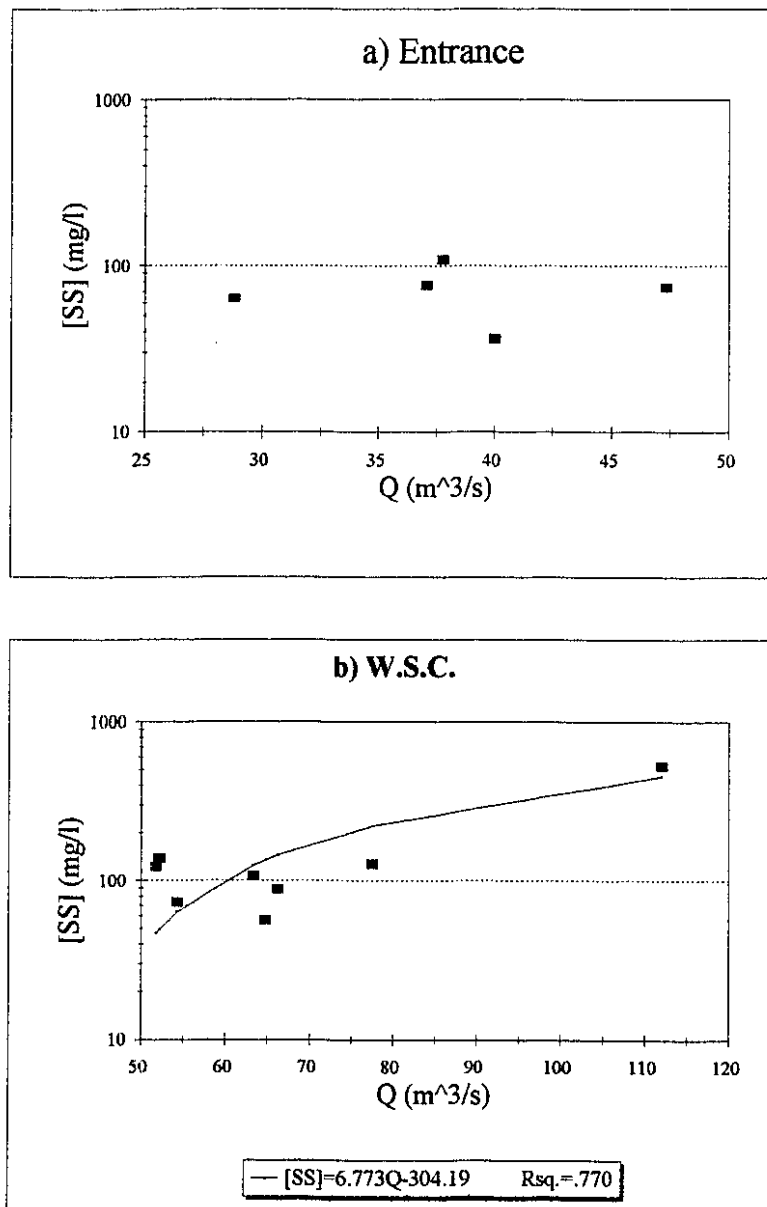 a) Entrance
1000
100
10
[SS] (mg/l)
25 30 35 40 45 50
Q (m^3/s)
b) W.S.C.
1000
100
10
[SS] (mg/l)
50 60 70 80 90 100 110 120
Q (m^3/s)
[SS]=6.773Q-304.19 Rsq.=.770